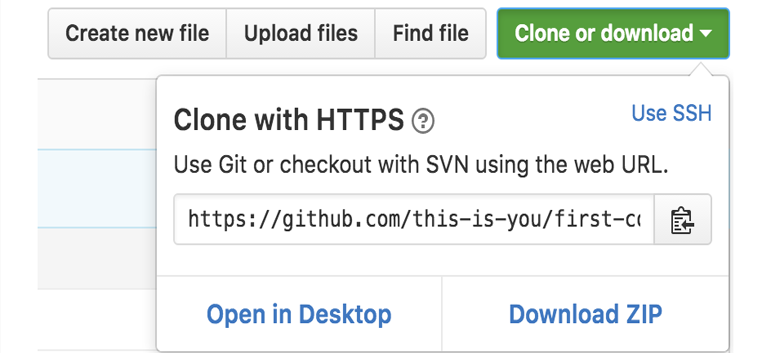 Create new file Upload files Find file Clone or download
Clone with HTTPS ? Use SSH
Use Git or checkout with SVN using the web URL.
https://github.com/this-is-you/first-co
Open in Desktop Download ZIP